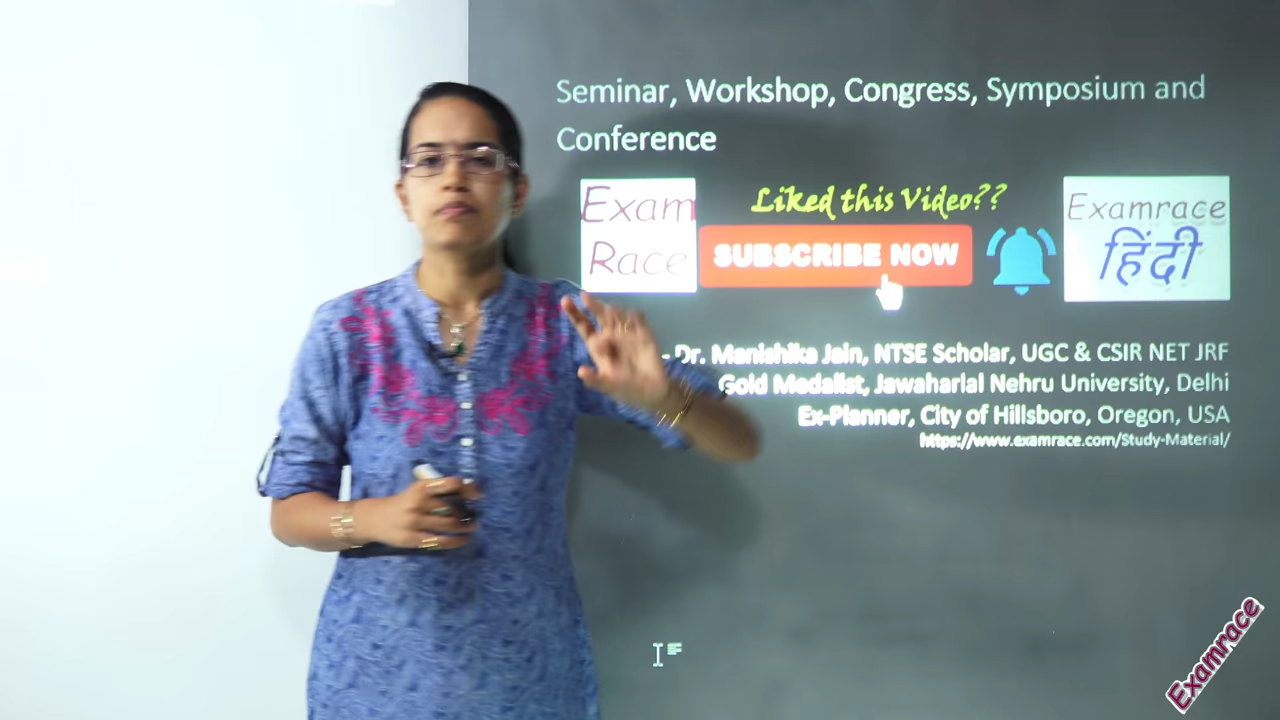 Seminar, Workshop, Congress, Symposium and
Conference
Exam
Race
Liked this Video??
SUBSCRIBE NOW
Examrace
हिंदी
- Dr. Manishika Jain, NTSE Scholar, UGC & CSIR NET JRF
Gold Medalist, Jawaharlal Nehru University, Delhi
Ex-Planner, City of Hillsboro, Oregon, USA
https://www.examrace.com/Study-Material/
Examrace